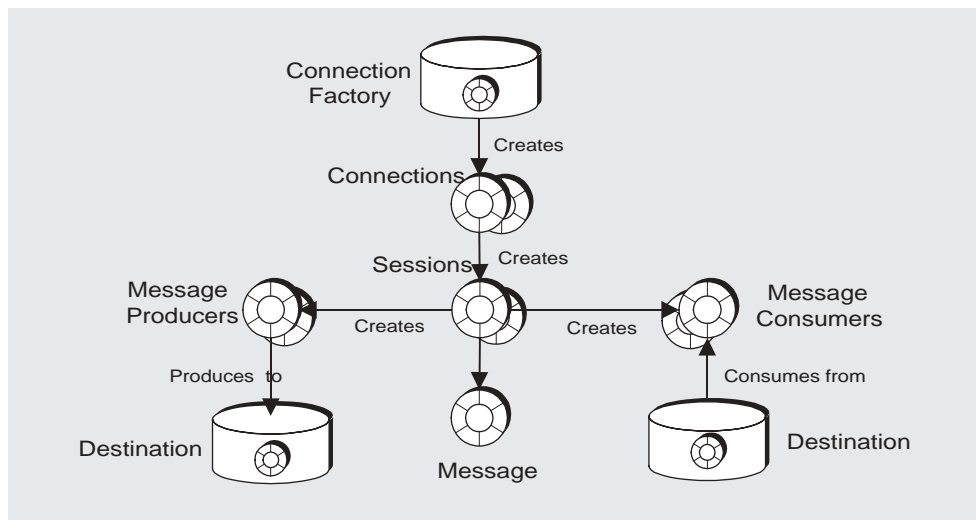 Connection
Factory
Creates
Connections
Creates
Sessions
Message
Producers
Creates
Creates
Message
Consumers
Produces to
Consumes from
Destination
Destination
Message